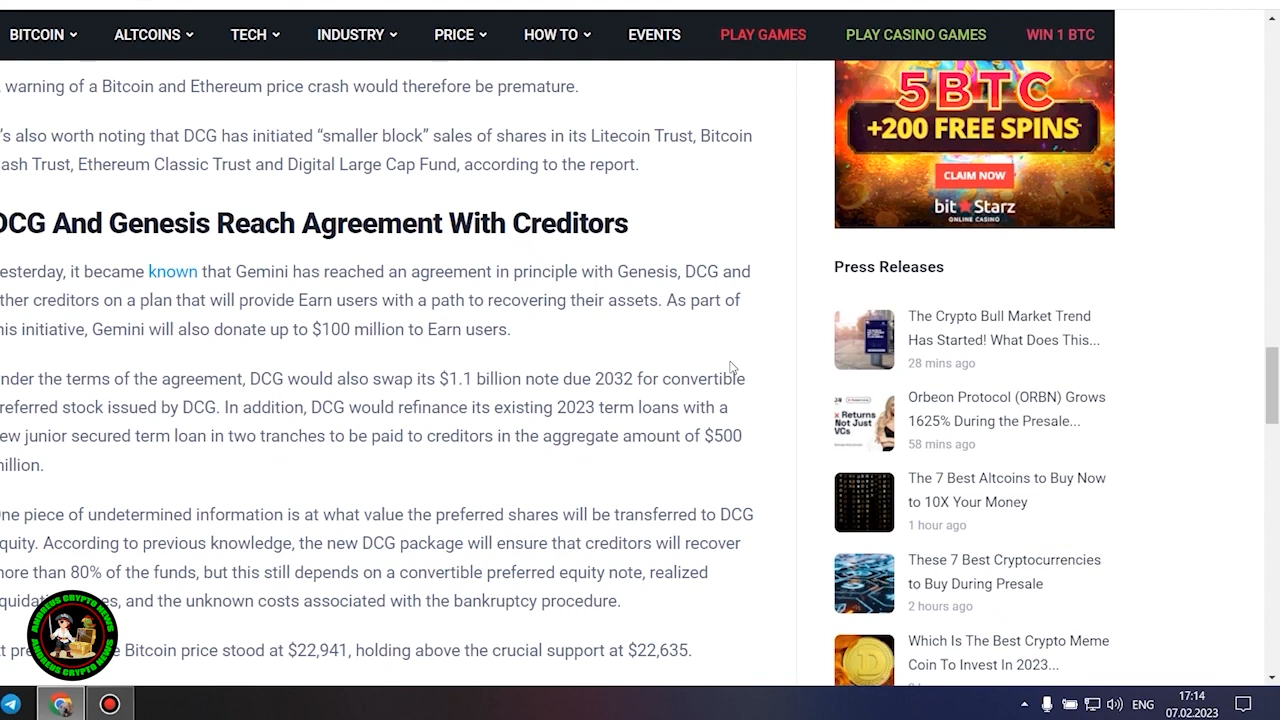 BITCOIN ALTCOINS TECH INDUSTRY PRICE HOW TO EVENTS PLAY GAMES PLAY CASINO GAMES WIN 1 BTC
warning of a Bitcoin and Ethereum price crash would therefore be premature.
's also worth noting that DCG has initiated “smaller block” sales of shares in its Litecoin Trust, Bitcoin
ash Trust, Ethereum Classic Trust and Digital Large Cap Fund, according to the report.
DCG And Genesis Reach Agreement With Creditors
esterday, it became known that Gemini has reached an agreement in principle with Genesis, DCG and
ther creditors on a plan that will provide Earn users with a path to recovering their assets. As part of
his initiative, Gemini will also donate up to $100 million to Earn users.
nder the terms of the agreement, DCG would also swap its $1.1 billion note due 2032 for convertible
referred stock issued by DCG. In addition, DCG would refinance its existing 2023 term loans with a
ew junior secured term loan in two tranches to be paid to creditors in the aggregate amount of $500
illion.
ne piece of undetermined information is at what value the preferred shares will be transferred to DCG
quity. According to previous knowledge, the new DCG package will ensure that creditors will recover
ore than 80% of the funds, but this still depends on a convertible preferred equity note, realized
quidat es, and the unknown costs associated with the bankruptcy procedure.
t pre Bitcoin price stood at $22,941, holding above the crucial support at $22,635.
ANDREUS CRYPTO NEWS
ANDREUS CRYPTO NEWS
5BTC
+200 FREE SPINS
CLAIM NOW
bitStarz
ONLINE CASINO
Press Releases
The Crypto Bull Market Trend
Has Started! What Does This...
28 mins ago
Returns
Not Just
VCs
Orbeon Protocol (ORBN) Grows
1625% During the Presale...
58 mins ago
The 7 Best Altcoins to Buy Now
to 10X Your Money
1 hour ago
These 7 Best Cryptocurrencies
to Buy During Presale
2 hours ago
Which Is The Best Crypto Meme
Coin To Invest In 2023...
ENG
17:14
07.02.2023